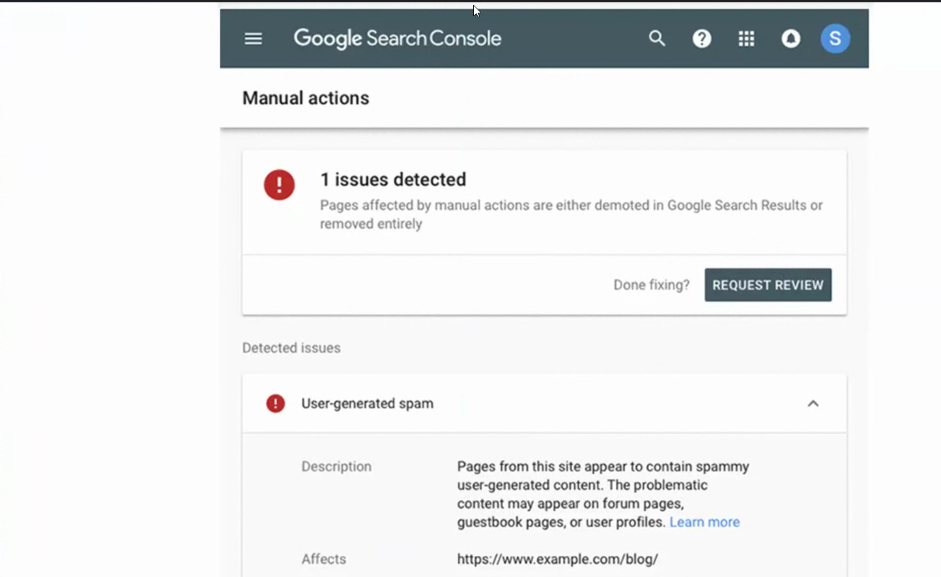 Google Search Console
S
Manual actions
1 issues detected
Pages affected by manual actions are either demoted in Google Search Results or
removed entirely
Done fixing? REQUEST REVIEW
Detected issues
User-generated spam
Description Pages from this site appear to contain spammy
user-generated content. The problematic
content may appear on forum pages,
guestbook pages, or user profiles. Learn more
Affects https://www.example.com/blog/